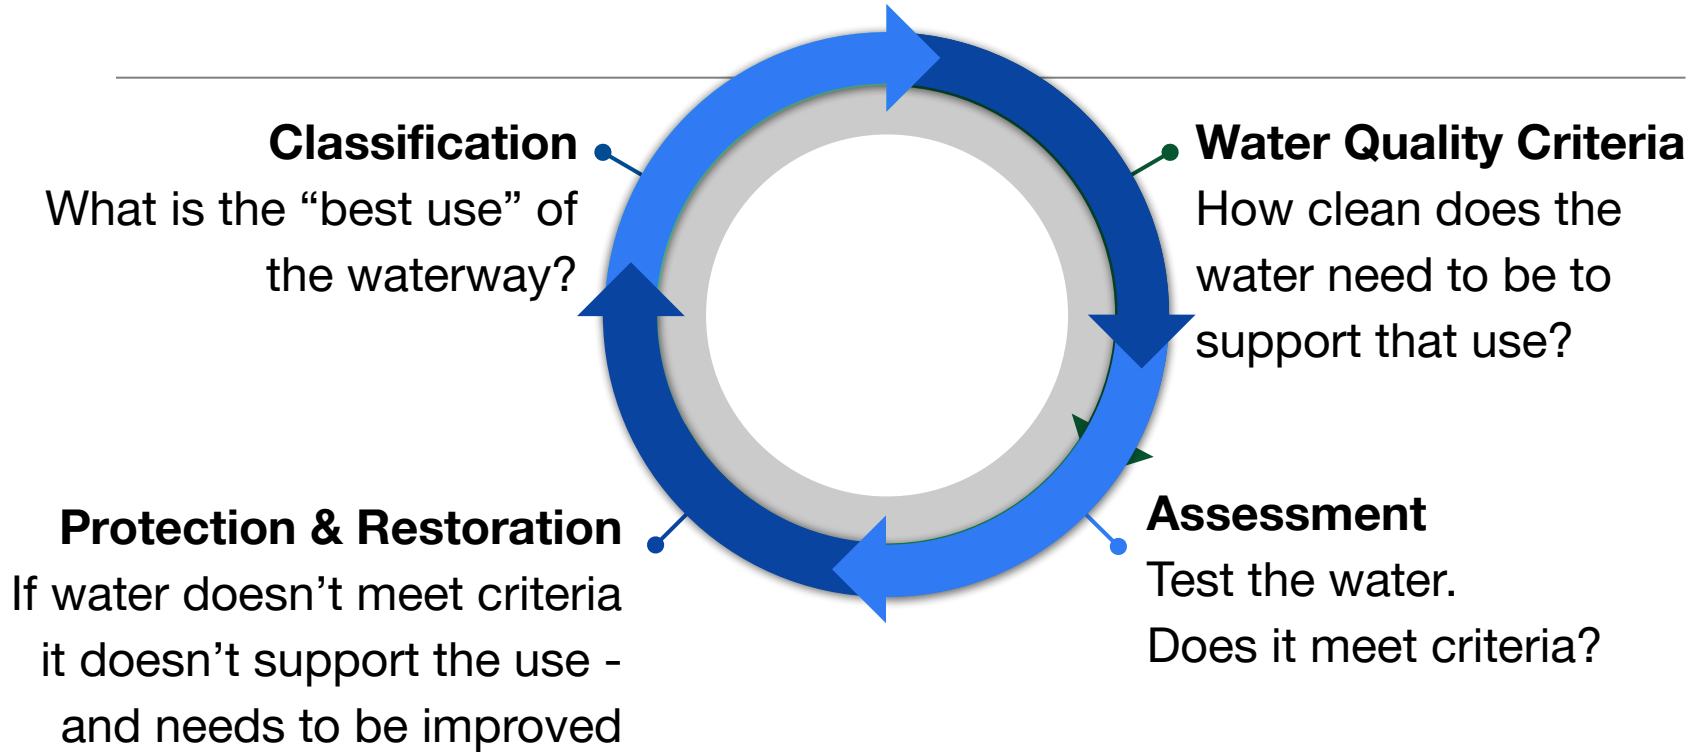 Classification
What is the “best use” of
the waterway?
Water Quality Criteria
How clean does the
water need to be to
support that use?
Protection & Restoration
If water doesn’t meet criteria
it doesn’t support the use -
and needs to be improved
Assessment
Test the water.
Does it meet criteria?